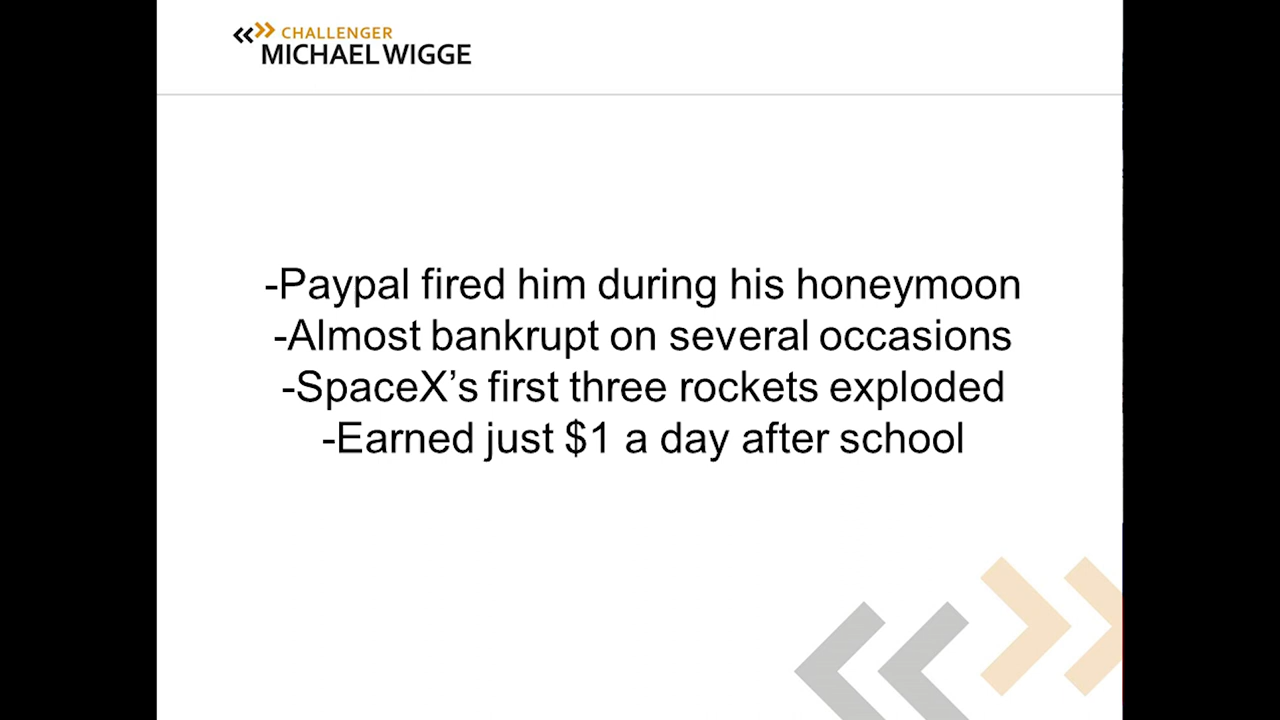 CHALLENGER
MICHAEL WIGGE
-Paypal fired him during his honeymoon
-Almost bankrupt on several occasions
-SpaceX’s first three rockets exploded
-Earned just $1 a day after school